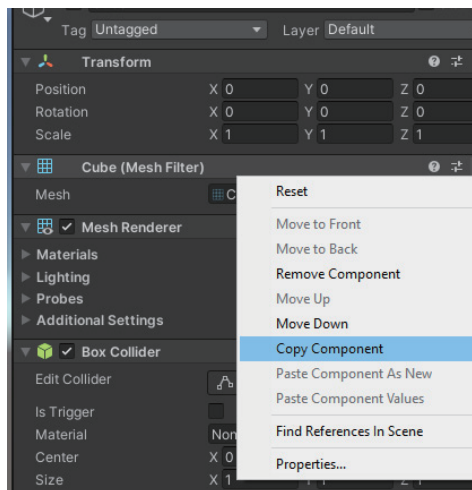 Tag Untagged Layer Default
Transform
Position X 0 Y 0 Z 0
Rotation X 0 Y 0 Z 0
Scale X 1 Y 1 Z 1
Cube (Mesh Filter)
Mesh
Reset
Mesh Renderer
Move to Front
Materials
Move to Back
Lighting
Remove Component
Probes
Move Up
Additional Settings
Move Down
Box Collider
Copy Component
Edit Collider
Paste Component As New
Is Trigger
Paste Component Values
Material
Find References In Scene
Center X 0
Properties...
Size X 1